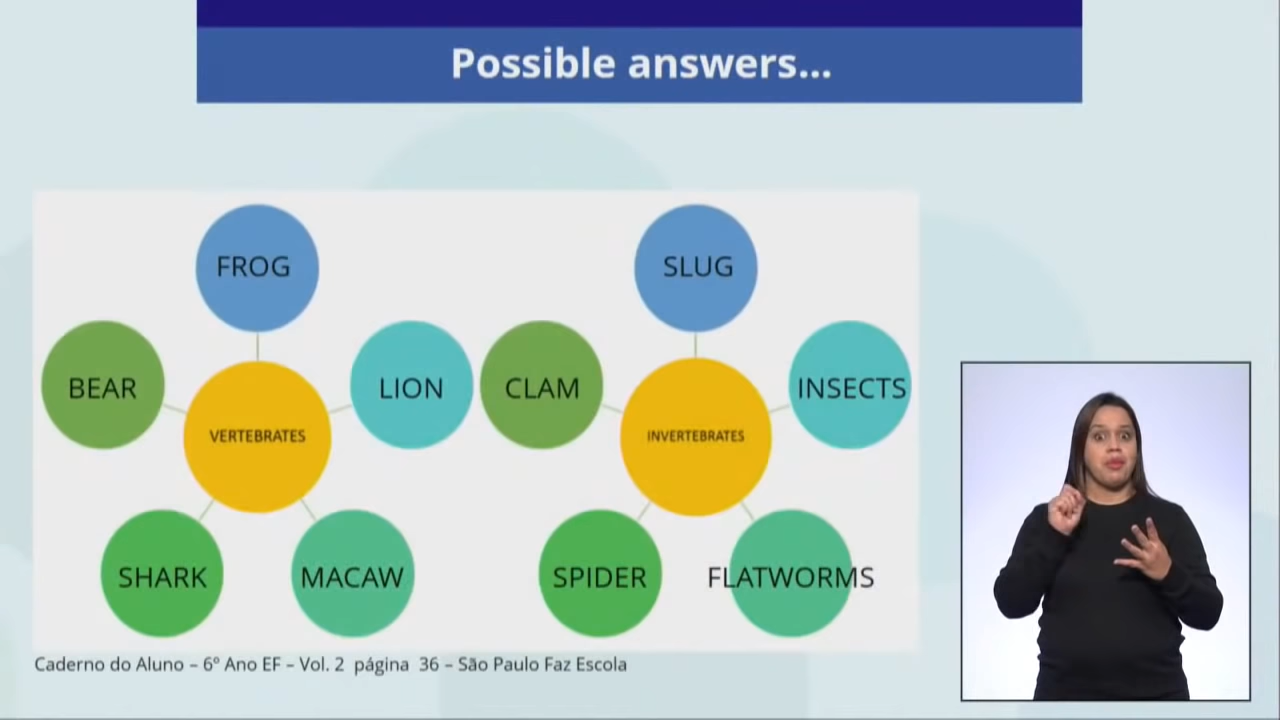 Possible answers...
FROG
BEAR
LION
VERTEBRATES
SHARK
MACAW
SLUG
CLAM
INSECTS
INVERTEBRATES
SPIDER
FLATWORMS
Caderno do Aluno – 6º Ano EF – Vol. 2 página 36 – São Paulo Faz Escola